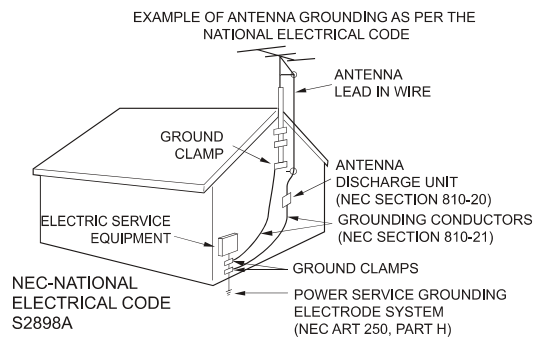 EXAMPLE OF ANTENNA GROUNDING AS PER THE
NATIONAL ELECTRICAL CODE
ANTENNA
LEAD IN WIRE
GROUND
CLAMP
ANTENNA
DISCHARGE UNIT
(NEC SECTION 810-20)
ELECTRIC SERVICE
EQUIPMENT
GROUNDING CONDUCTORS
(NEC SECTION 810-21)
GROUND CLAMPS
NEC-NATIONAL
ELECTRICAL CODE
S2898A
POWER SERVICE GROUNDING
ELECTRODE SYSTEM
(NEC ART 250, PART H)